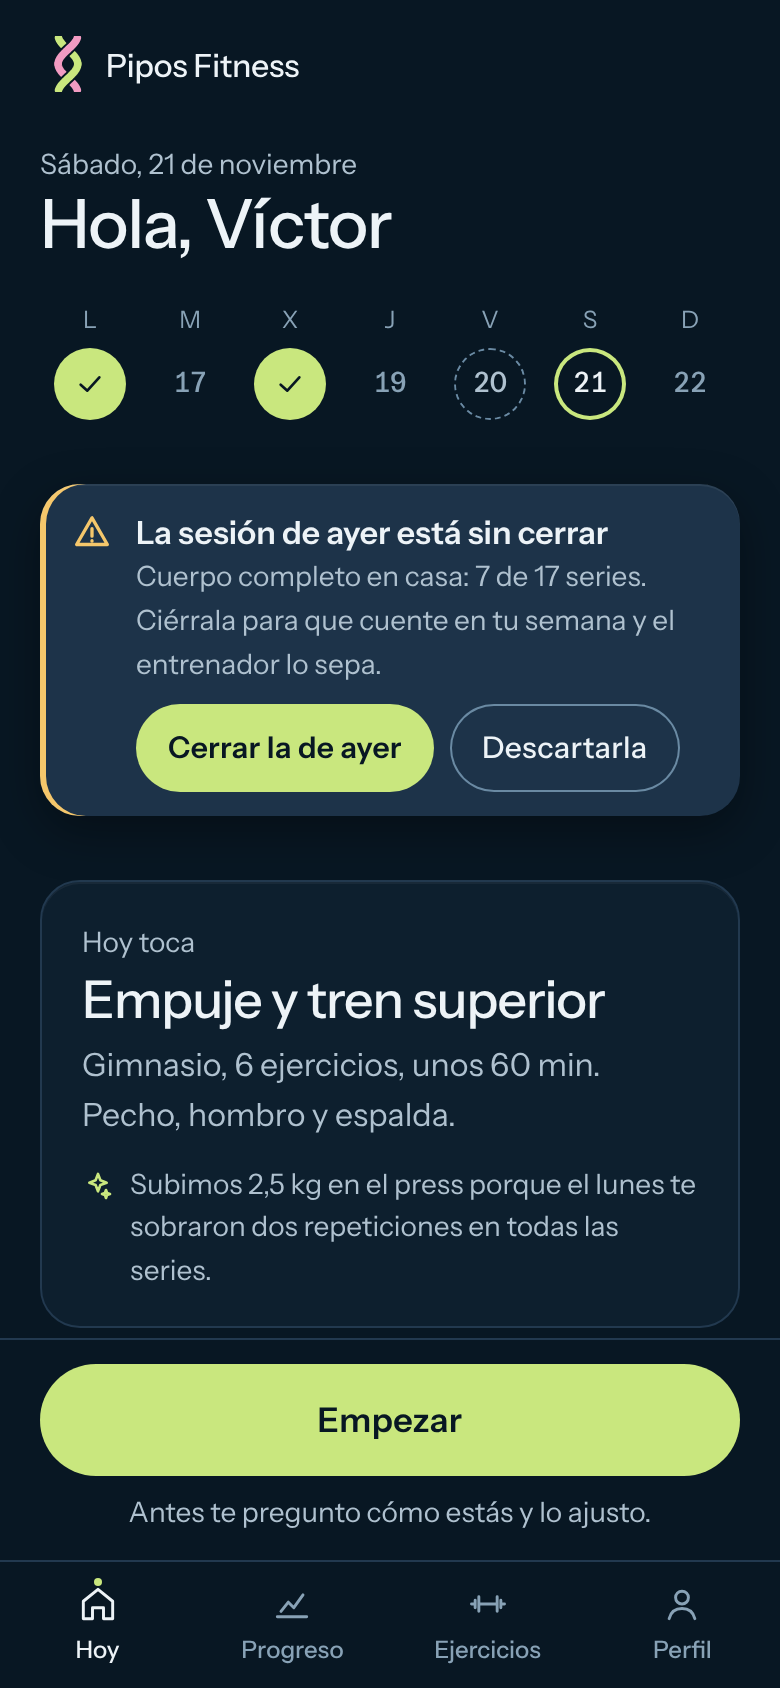 Pipos Fitness
Sábado, 21 de noviembre
Hola, Víctor
L M X J V S D
17 19 20 21 22
La sesión de ayer está sin cerrar
Cuerpo completo en casa: 7 de 17 series.
Ciérrala para que cuente en tu semana y el
entrenador lo sepa.
Cerrar la de ayer Descartarla
Hoy toca
Empuje y tren superior
Gimnasio, 6 ejercicios, unos 60 min.
Pecho, hombro y espalda.
Subimos 2,5 kg en el press porque el lunes te
sobraron dos repeticiones en todas las
series.
Empezar
Antes te pregunto cómo estás y lo ajusto.
Hoy Progreso Ejercicios Perfil